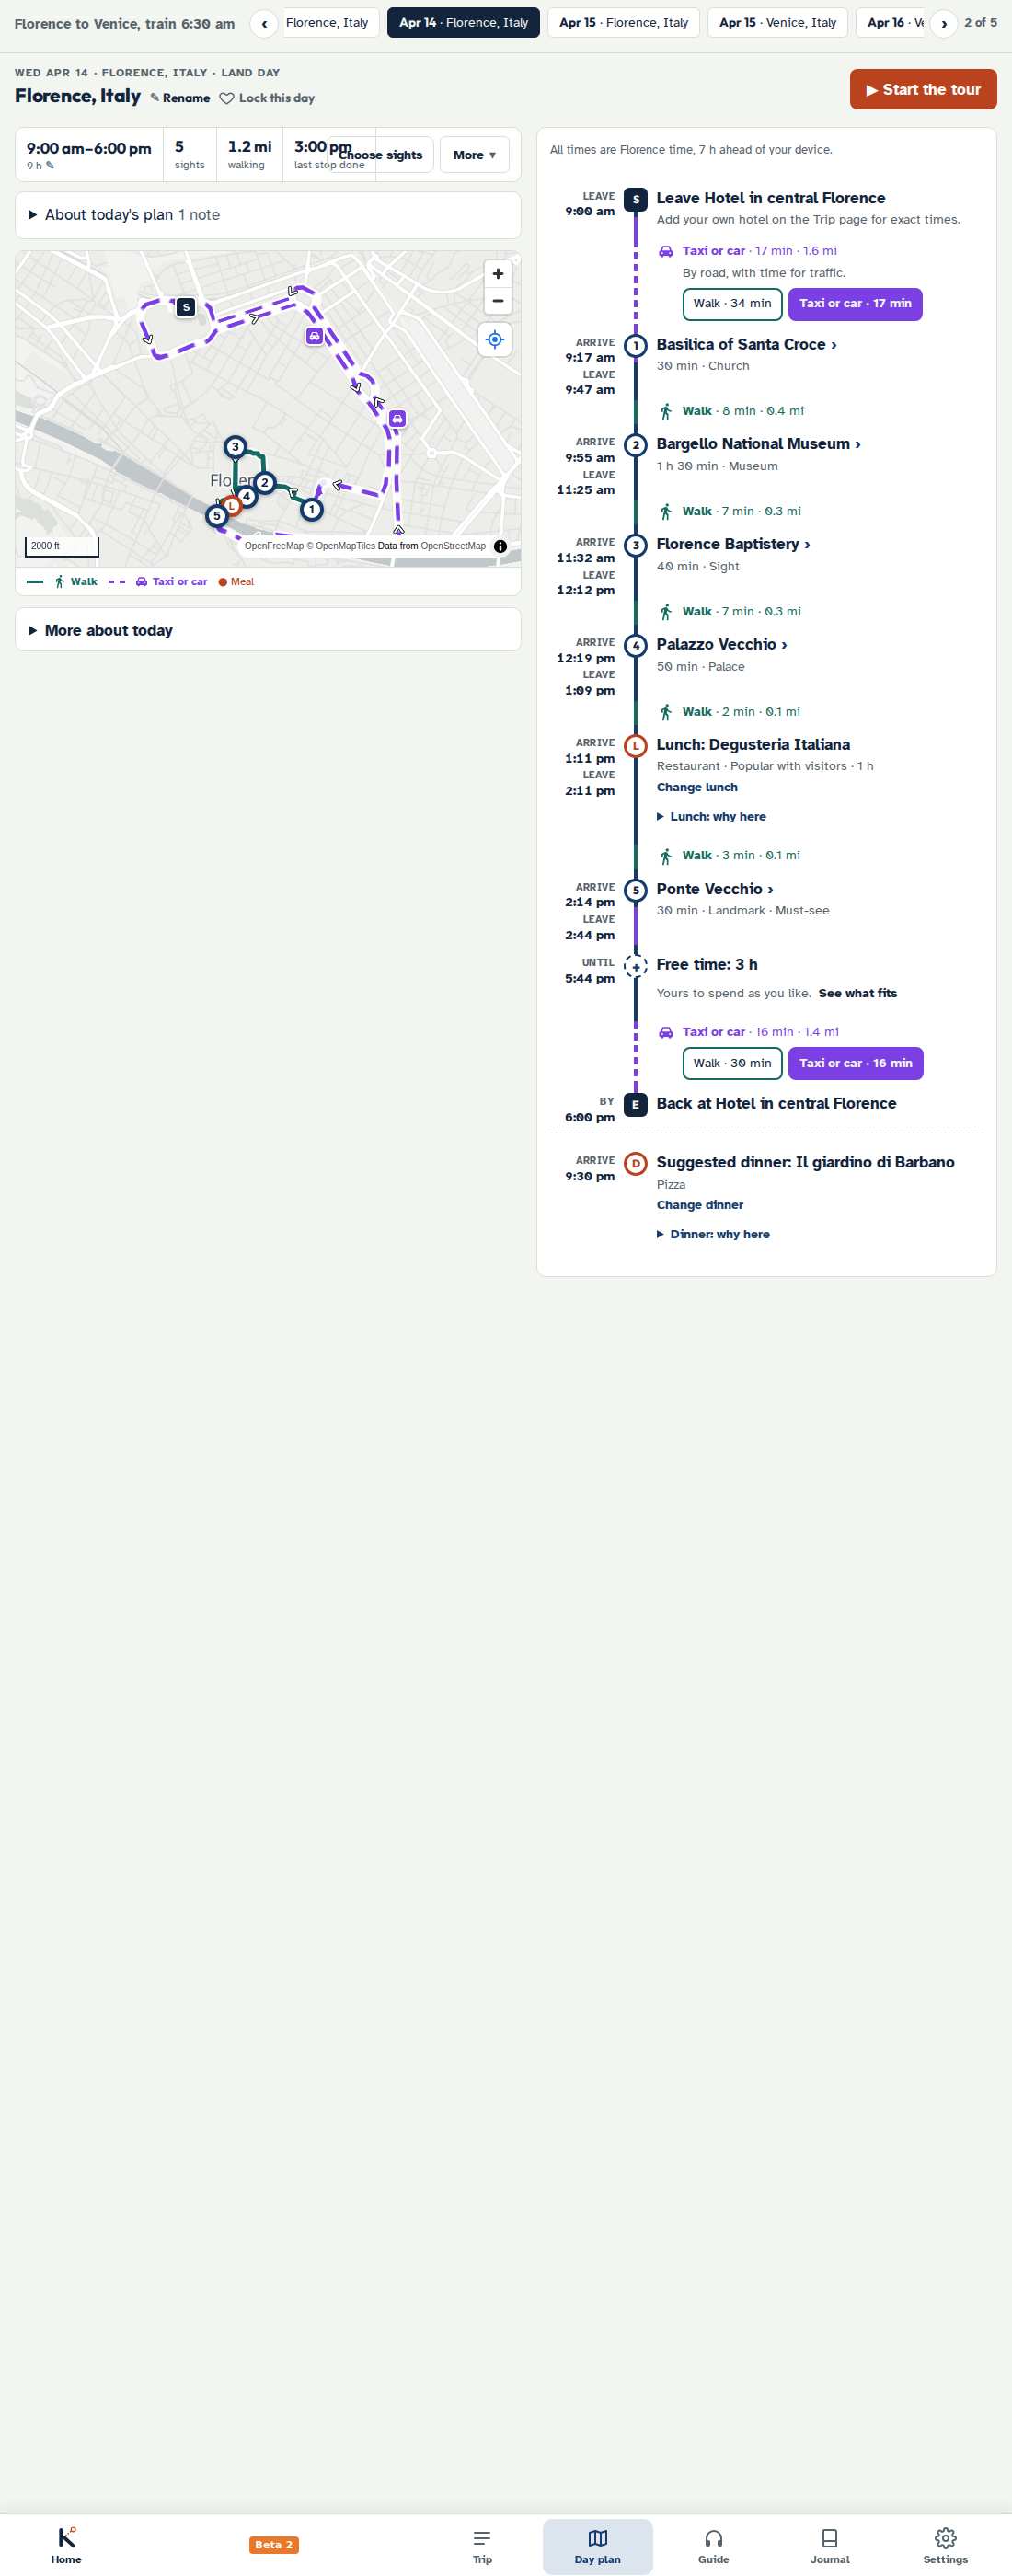 Florence to Venice, train 6:30 am
‹
Florence, Italy
Apr 14 · Florence, Italy
Apr 15 · Florence, Italy
Apr 15 · Venice, Italy
Apr 16 · Ve
›
2 of 5
WED APR 14 · FLORENCE, ITALY · LAND DAY
Florence, Italy ✎ Rename Lock this day
▶ Start the tour
9:00 am–6:00 pm
9 h ✎
5
sights
1.2 mi
walking
3:00 pm
last stop done
Choose sights
More ▾
▶ About today's plan 1 note
S
3
2
4
L
5
1
2000 ft
OpenFreeMap © OpenMapTiles Data from OpenStreetMap
Walk
Taxi or car
Meal
▶ More about today
All times are Florence time, 7 h ahead of your device.
LEAVE
9:00 am
S
Leave Hotel in central Florence
Add your own hotel on the Trip page for exact times.
Taxi or car · 17 min · 1.6 mi
By road, with time for traffic.
Walk · 34 min
Taxi or car · 17 min
ARRIVE
9:17 am
LEAVE
9:47 am
1
Basilica of Santa Croce ›
30 min · Church
Walk · 8 min · 0.4 mi
ARRIVE
9:55 am
LEAVE
11:25 am
2
Bargello National Museum ›
1 h 30 min · Museum
Walk · 7 min · 0.3 mi
ARRIVE
11:32 am
LEAVE
12:12 pm
3
Florence Baptistery ›
40 min · Sight
Walk · 7 min · 0.3 mi
ARRIVE
12:19 pm
LEAVE
1:09 pm
4
Palazzo Vecchio ›
50 min · Palace
Walk · 2 min · 0.1 mi
ARRIVE
1:11 pm
LEAVE
2:11 pm
L
Lunch: Degusteria Italiana
Restaurant · Popular with visitors · 1 h
Change lunch
▶ Lunch: why here
Walk · 3 min · 0.1 mi
ARRIVE
2:14 pm
LEAVE
2:44 pm
5
Ponte Vecchio ›
30 min · Landmark · Must-see
UNTIL
5:44 pm
+
Free time: 3 h
Yours to spend as you like. See what fits
Taxi or car · 16 min · 1.4 mi
Walk · 30 min
Taxi or car · 16 min
BY
6:00 pm
E
Back at Hotel in central Florence
ARRIVE
9:30 pm
D
Suggested dinner: Il giardino di Barbano
Pizza
Change dinner
▶ Dinner: why here
Home
Beta 2
Trip
Day plan
Guide
Journal
Settings